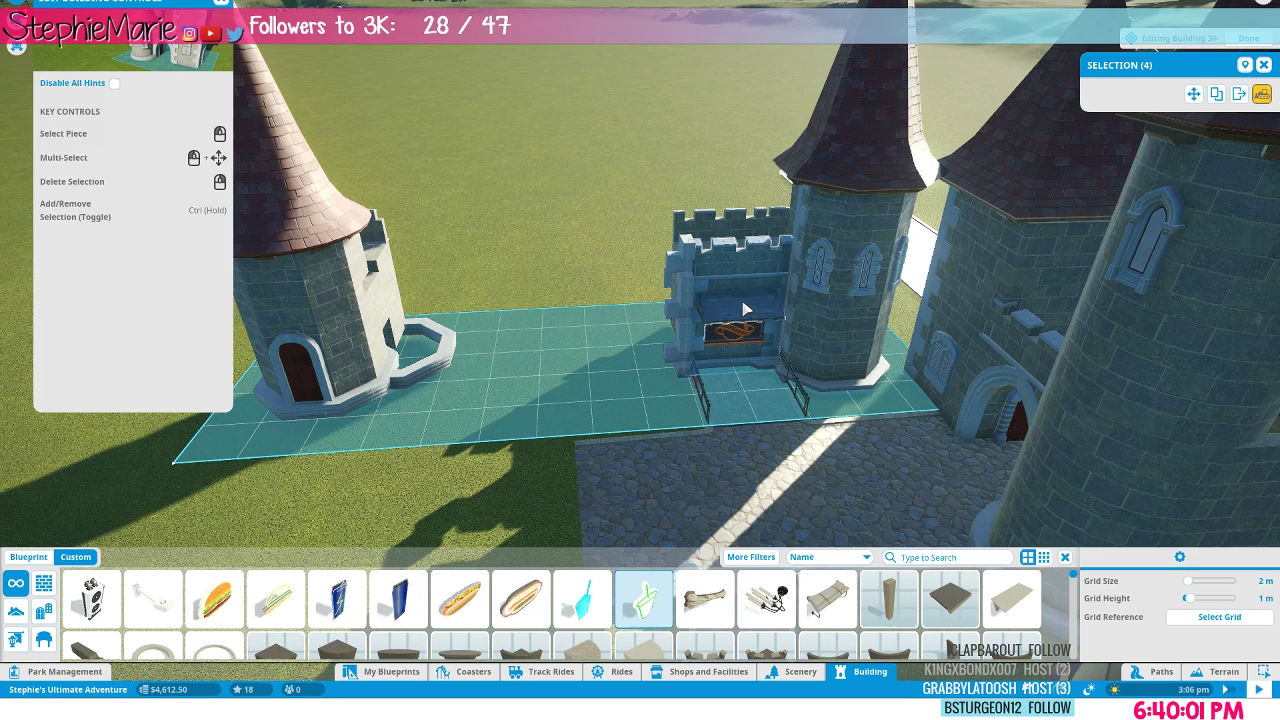 StephieMarie
Followers to 3K: 28 / 47
Disable All Hints
KEY CONTROLS
Select Piece
Multi-Select
+
Delete Selection
Add/Remove
Selection (Toggle)
Ctrl (Hold)
Editing Building 30
Done
SELECTION (4)
Blueprint
Custom
More Filters
Name
Type to Search
Grid Size
2 m
Grid Height
1 m
Grid Reference
Select Grid
CLAPBAROUT FOLLOW
KINGXBONDX007 HOST (2)
GRABBYLATOOSH HOST (3)
BSTURGEON12 FOLLOW
Park Management
My Blueprints
Coasters
Track Rides
Rides
Shops and Facilities
Scenery
Building
Paths
Terrain
Stephie's Ultimate Adventure
$4,612.50
18
0
3:06 pm
6:40:01 PM